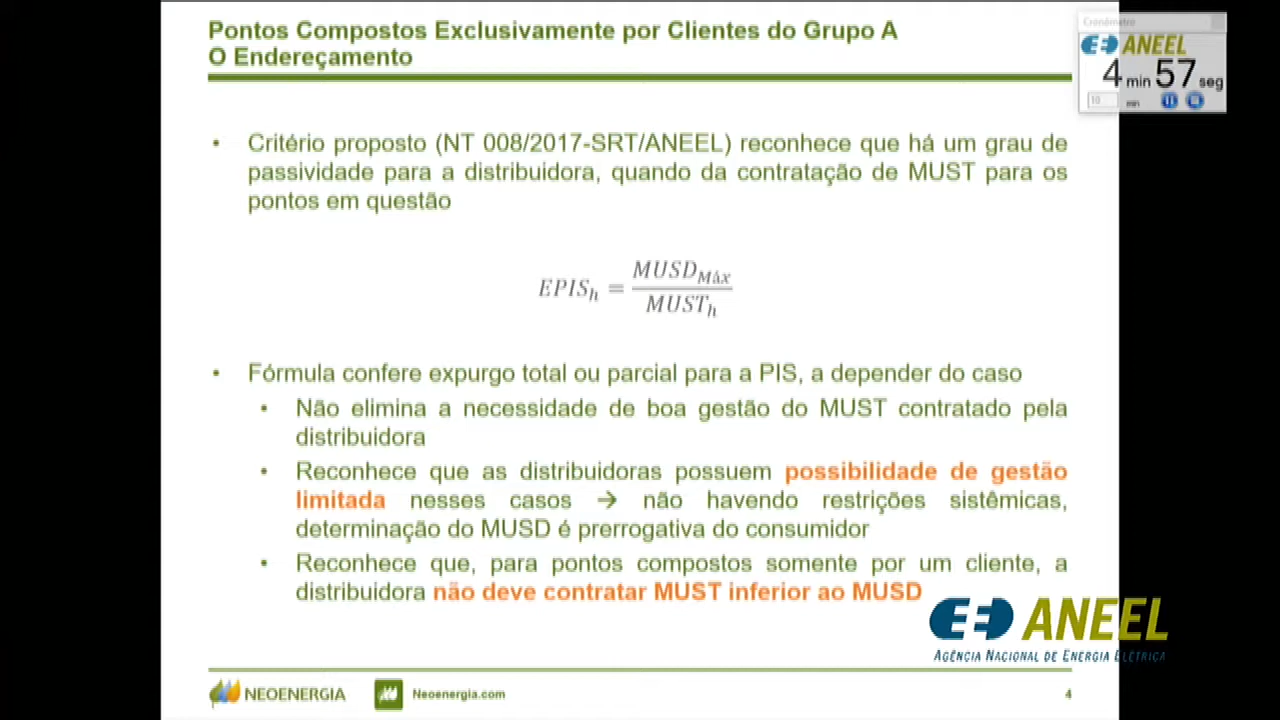 Pontos Compostos Exclusivamente por Clientes do Grupo A
O Endereçamento
Cronômetro
ANEEL
4 min 57 seg
10 min
• Critério proposto (NT 008/2017-SRT/ANEEL) reconhece que há um grau de
passividade para a distribuidora, quando da contratação de MUST para os
pontos em questão
EPIS_h = MUSD_Máx / MUST_h
• Fórmula confere expurgo total ou parcial para a PIS, a depender do caso
• Não elimina a necessidade de boa gestão do MUST contratado pela
distribuidora
• Reconhece que as distribuidoras possuem possibilidade de gestão
limitada nesses casos → não havendo restrições sistêmicas,
determinação do MUSD é prerrogativa do consumidor
• Reconhece que, para pontos compostos somente por um cliente, a
distribuidora não deve contratar MUST inferior ao MUSD
ANEEL
AGÊNCIA NACIONAL DE ENERGIA ELÉTRICA
NEOENERGIA
Neoenergia.com
4